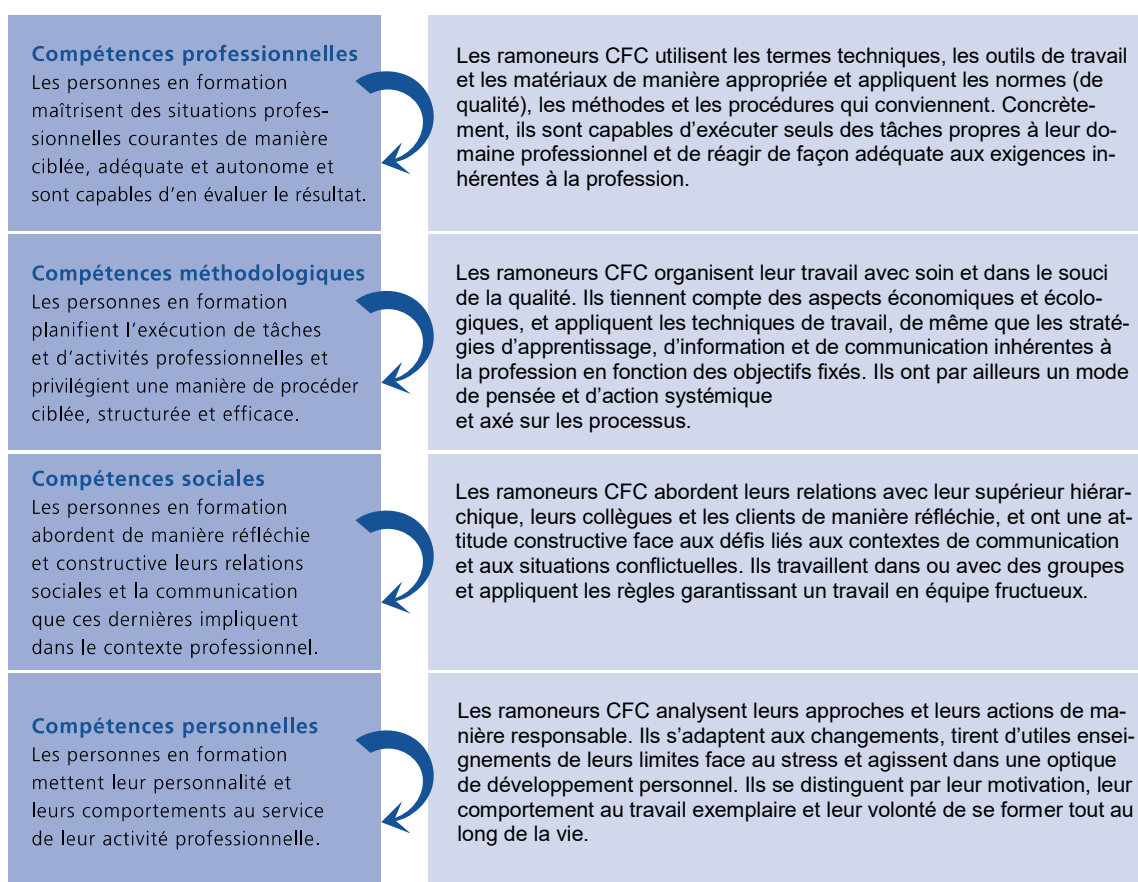 Compétences professionnelles
Les personnes en formation
maîtrisent des situations profes-
sionnelles courantes de manière
ciblée, adéquate et autonome et
sont capables d’en évaluer le résultat.
Les ramoneurs CFC utilisent les termes techniques, les outils de travail
et les matériaux de manière appropriée et appliquent les normes (de
qualité), les méthodes et les procédures qui conviennent. Concrète-
ment, ils sont capables d’exécuter seuls des tâches propres à leur do-
maine professionnel et de réagir de façon adéquate aux exigences in-
hérentes à la profession.
Compétences méthodologiques
Les personnes en formation
planifient l’exécution de tâches
et d’activités professionnelles et
privilégient une manière de procéder
ciblée, structurée et efficace.
Les ramoneurs CFC organisent leur travail avec soin et dans le souci
de la qualité. Ils tiennent compte des aspects économiques et écolo-
giques, et appliquent les techniques de travail, de même que les straté-
gies d’apprentissage, d’information et de communication inhérentes à
la profession en fonction des objectifs fixés. Ils ont par ailleurs un mode
de pensée et d’action systémique
et axé sur les processus.
Compétences sociales
Les personnes en formation
abordent de manière réfléchie
et constructive leurs relations
sociales et la communication
que ces dernières impliquent
dans le contexte professionnel.
Les ramoneurs CFC abordent leurs relations avec leur supérieur hiérar-
chique, leurs collègues et les clients de manière réfléchie, et ont une at-
titude constructive face aux défis liés aux contextes de communication
et aux situations conflictuelles. Ils travaillent dans ou avec des groupes
et appliquent les règles garantissant un travail en équipe fructueux.
Compétences personnelles
Les personnes en formation
mettent leur personnalité et
leurs comportements au service
de leur activité professionnelle.
Les ramoneurs CFC analysent leurs approches et leurs actions de ma-
nière responsable. Ils s’adaptent aux changements, tirent d’utiles ensei-
gnements de leurs limites face au stress et agissent dans une optique
de développement personnel. Ils se distinguent par leur motivation, leur
comportement au travail exemplaire et leur volonté de se former tout au
long de la vie.